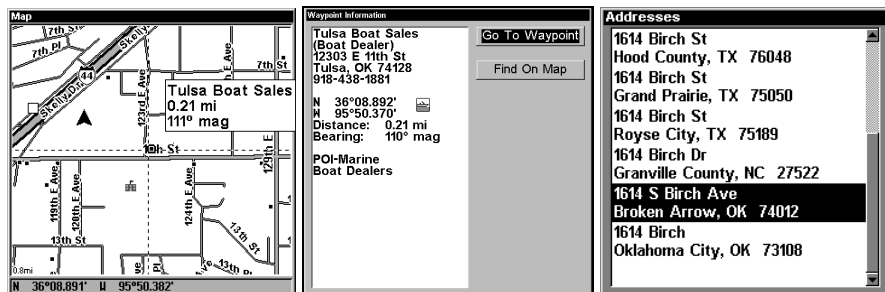 Map
7th St
7th Pl
Skelly
7th St
44
h E Ave
123rd E Ave
Skelly Dr
Tulsa Boat Sales
0.21 mi
111° mag
th St
129th E
119th E Ave
120th E Ave
124th E Ave
13th St
13th St
13th
Pl
0.8mi
N 36°08.891' W 95°50.382'
Waypoint Information
Tulsa Boat Sales
(Boat Dealer)
12303 E 11th St
Tulsa, OK 74128
918-438-1881
N 36°08.892'
W 95°50.370'
Distance: 0.21 mi
Bearing: 110° mag
POI-Marine
Boat Dealers
Go To Waypoint
Find On Map
Addresses
1614 Birch St
Hood County, TX 76048
1614 Birch St
Grand Prairie, TX 75050
1614 Birch St
Royse City, TX 75189
1614 Birch Dr
Granville County, NC 27522
1614 S Birch Ave
Broken Arrow, OK 74012
1614 Birch
Oklahoma City, OK 73108